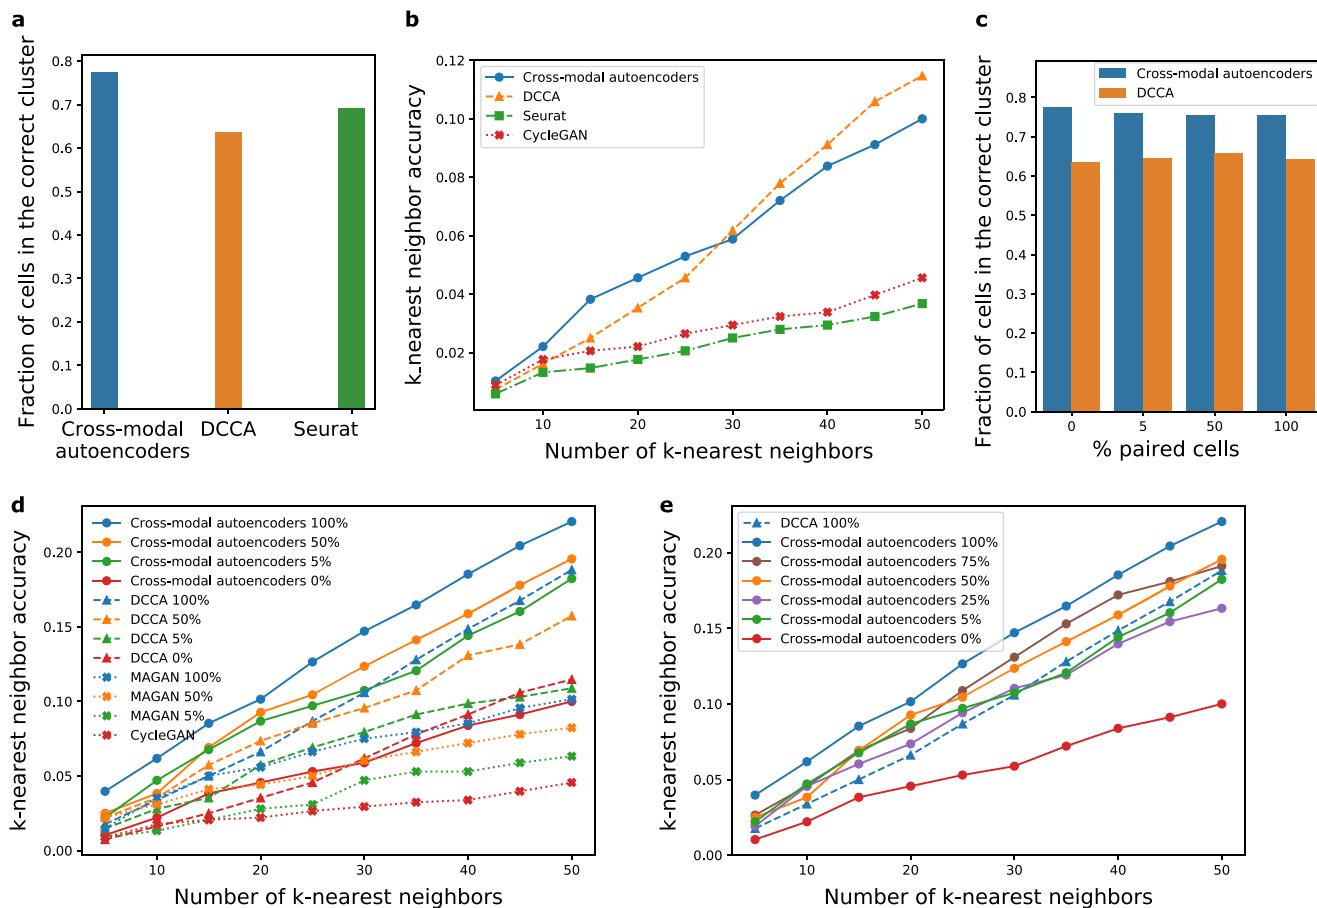 a
Fraction of cells in the correct cluster
0.8
0.7
0.6
0.5
0.4
0.3
0.2
0.1
0.0
Cross-modal
autoencoders
DCCA
Seurat
b
k-nearest neighbor accuracy
0.12
0.10
0.08
0.06
0.04
0.02
Cross-modal autoencoders
DCCA
Seurat
CycleGAN
10
20
30
40
50
Number of k-nearest neighbors
c
Fraction of cells in the correct cluster
0.8
0.7
0.6
0.5
0.4
0.3
0.2
0.1
0.0
Cross-modal autoencoders
DCCA
0
5
50
100
% paired cells
d
k-nearest neighbor accuracy
0.20
0.15
0.10
0.05
0.00
Cross-modal autoencoders 100%
Cross-modal autoencoders 50%
Cross-modal autoencoders 5%
Cross-modal autoencoders 0%
DCCA 100%
DCCA 50%
DCCA 5%
DCCA 0%
MAGAN 100%
MAGAN 50%
MAGAN 5%
CycleGAN
10
20
30
40
50
Number of k-nearest neighbors
e
k-nearest neighbor accuracy
0.20
0.15
0.10
0.05
0.00
DCCA 100%
Cross-modal autoencoders 100%
Cross-modal autoencoders 75%
Cross-modal autoencoders 50%
Cross-modal autoencoders 25%
Cross-modal autoencoders 5%
Cross-modal autoencoders 0%
10
20
30
40
50
Number of k-nearest neighbors